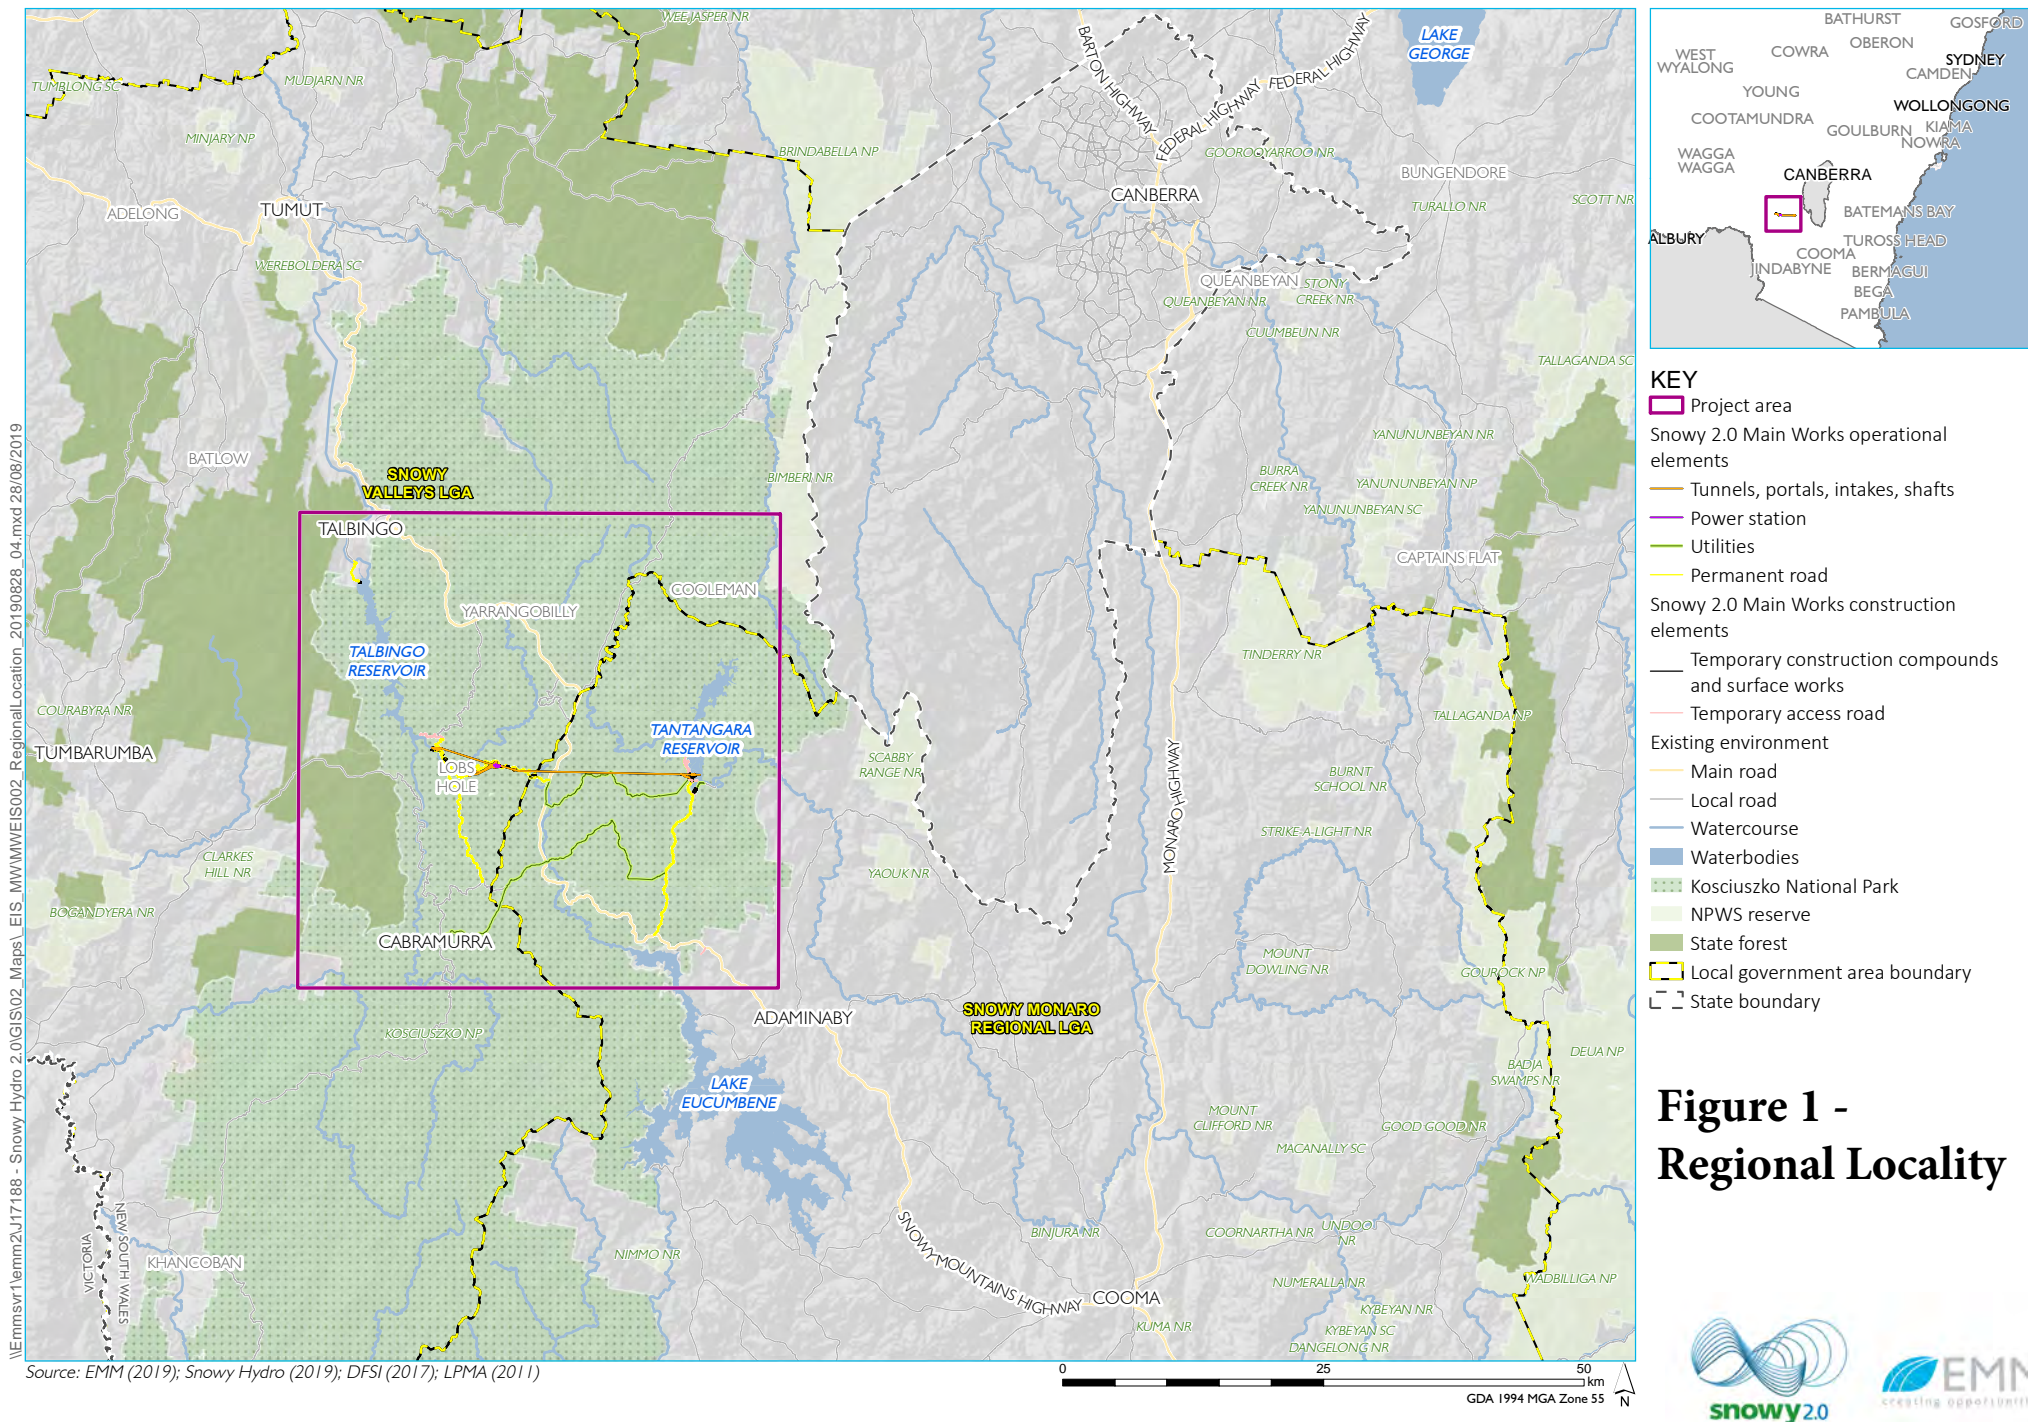 WEE JASPER NR
TUMBLONG SC
MUDJARN NR
MINJARY NP
BRINDABELLA NP
BARTON HIGHWAY
FEDERAL HIGHWAY
FEDERAL HIGHWAY
LAKE
GEORGE
GOOROOYARROO NR
BUNGENDORE
CANBERRA
TURALLO NR
SCOTT NR
ADELONG
TUMUT
WEREBOLDERA SC
QUEANBEYAN
STONY
CREEK NR
QUEANBEYAN NR
CUUMBEUN NR
TALLAGANDA SC
BATLOW
SNOWY
VALLEYS LGA
BIMBERI NR
YANUNUNBEYAN NR
BURRA
CREEK NR
YANUNUNBEYAN NP
YANUNUNBEYAN SC
TALBINGO
CAPTAINS FLAT
COOLEMAN
YARRANGOBILLY
TALBINGO
RESERVOIR
TINDERRY NR
COURABYRA NR
TALLAGANDA NP
TUMBARUMBA
TANTANGARA
RESERVOIR
SCABBY
RANGE NR
MONARO HIGHWAY
LOBS
HOLE
BURNT
SCHOOL NR
STRIKE-A-LIGHT NR
CLARKES
HILL NR
YAOUK NR
BOGANDYERA NR
CABRAMURRA
MOUNT
DOWLING NR
GOUROCK NP
ADAMINABY
SNOWY MONARO
REGIONAL LGA
KOSCIUSZKO NP
DEUA NP
BADJA
SWAMPS NR
LAKE
EUCUMBENE
MOUNT
CLIFFORD NR
GOOD GOOD NR
MACANALLY SC
VICTORIA
NEW SOUTH WALES
KHANCOBAN
NIMMO NR
BINJURA NR
COORNARTHA NR
UNDOO
NR
SNOWY MOUNTAINS HIGHWAY
COOMA
NUMERALLA NR
WADBILLIGA NP
KUMA NR
KYBEYAN NR
KYBEYAN SC
DANGELONG NR
\\Emmsvr1\emm2\J17188 - Snowy Hydro 2.0\GIS\02_Maps\_EIS_MW\MWEIS002_RegionalLocation_20190828_04.mxd 28/08/2019
Source: EMM (2019); Snowy Hydro (2019); DFSI (2017); LPMA (2011)
0 25 50
km
GDA 1994 MGA Zone 55
N
BATHURST
GOSFORD
OBERON
COWRA
WEST
WYALONG
SYDNEY
CAMDEN
YOUNG
WOLLONGONG
COOTAMUNDRA
GOULBURN
KIAMA
NOWRA
WAGGA
WAGGA
CANBERRA
BATEMANS BAY
ALBURY
TUROSS HEAD
COOMA
JINDABYNE
BERMAGUI
BEGA
PAMBULA
KEY
Project area
Snowy 2.0 Main Works operational
elements
Tunnels, portals, intakes, shafts
Power station
Utilities
Permanent road
Snowy 2.0 Main Works construction
elements
Temporary construction compounds
and surface works
Temporary access road
Existing environment
Main road
Local road
Watercourse
Waterbodies
Kosciuszko National Park
NPWS reserve
State forest
Local government area boundary
State boundary
Figure 1 -
Regional Locality
snowy2.0
EMM
creating opportuniti